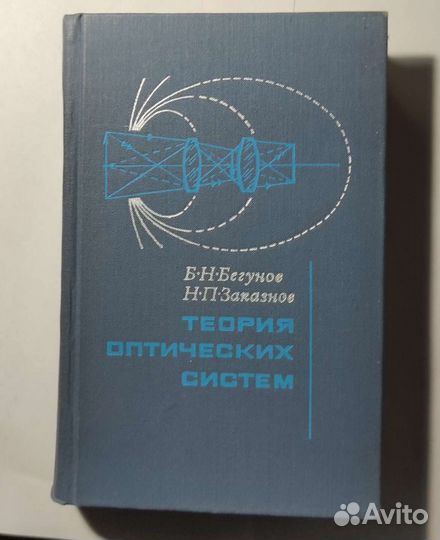 Б·Н·Бегунов
Н·П·Заказнов
ТЕОРИЯ
ОПТИЧЕСКИХ
СИСТЕМ
Avito